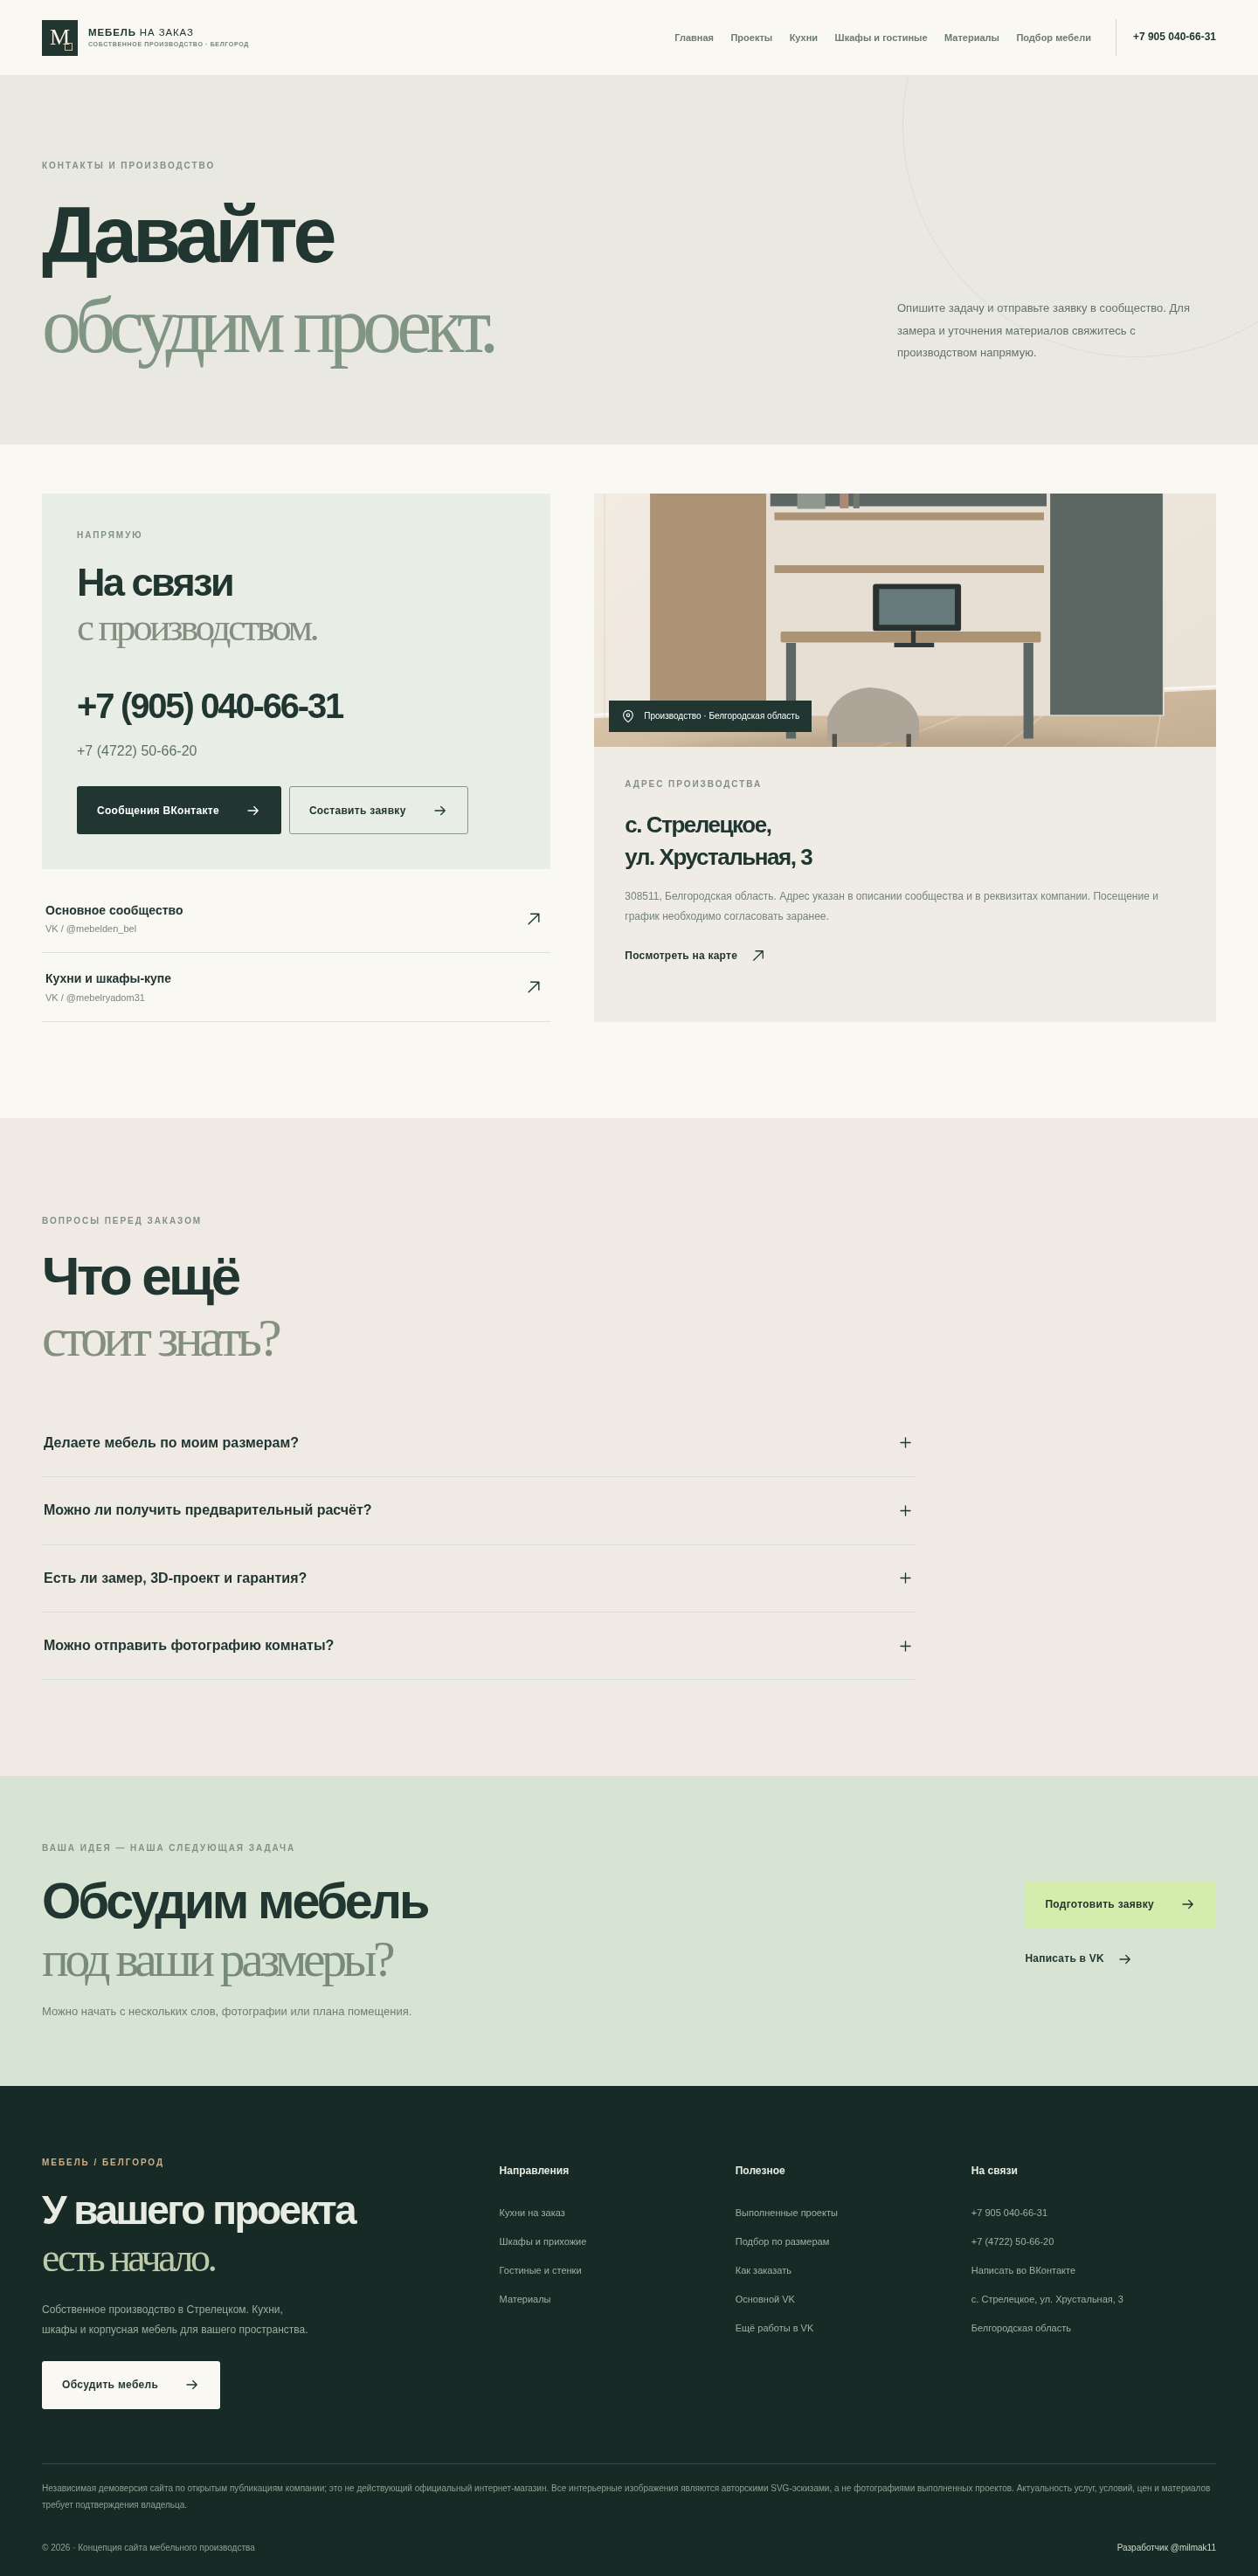 М
МЕБЕЛЬ НА ЗАКАЗ
СОБСТВЕННОЕ ПРОИЗВОДСТВО · БЕЛГОРОД
Главная
Проекты
Кухни
Шкафы и гостиные
Материалы
Подбор мебели
+7 905 040-66-31
КОНТАКТЫ И ПРОИЗВОДСТВО
Давайте
обсудим проект.
Опишите задачу и отправьте заявку в сообщество. Для
замера и уточнения материалов свяжитесь с
производством напрямую.
НАПРЯМУЮ
На связи
с производством.
+7 (905) 040-66-31
+7 (4722) 50-66-20
Сообщения ВКонтакте
Составить заявку
Основное сообщество
VK / @mebelden_bel
Кухни и шкафы-купе
VK / @mebelryadom31
Производство · Белгородская область
АДРЕС ПРОИЗВОДСТВА
с. Стрелецкое,
ул. Хрустальная, 3
308511, Белгородская область. Адрес указан в описании сообщества и в реквизитах компании. Посещение и
график необходимо согласовать заранее.
Посмотреть на карте
ВОПРОСЫ ПЕРЕД ЗАКАЗОМ
Что ещё
стоит знать?
Делаете мебель по моим размерам?
Можно ли получить предварительный расчёт?
Есть ли замер, 3D-проект и гарантия?
Можно отправить фотографию комнаты?
ВАША ИДЕЯ — НАША СЛЕДУЮЩАЯ ЗАДАЧА
Обсудим мебель
под ваши размеры?
Можно начать с нескольких слов, фотографии или плана помещения.
Подготовить заявку
Написать в VK
МЕБЕЛЬ / БЕЛГОРОД
У вашего проекта
есть начало.
Собственное производство в Стрелецком. Кухни,
шкафы и корпусная мебель для вашего пространства.
Обсудить мебель
Направления
Кухни на заказ
Шкафы и прихожие
Гостиные и стенки
Материалы
Полезное
Выполненные проекты
Подбор по размерам
Как заказать
Основной VK
Ещё работы в VK
На связи
+7 905 040-66-31
+7 (4722) 50-66-20
Написать во ВКонтакте
с. Стрелецкое, ул. Хрустальная, 3
Белгородская область
Независимая демоверсия сайта по открытым публикациям компании; это не действующий официальный интернет-магазин. Все интерьерные изображения являются авторскими SVG-эскизами, а не фотографиями выполненных проектов. Актуальность услуг, условий, цен и материалов
требует подтверждения владельца.
© 2026 · Концепция сайта мебельного производства
Разработчик @milmak11